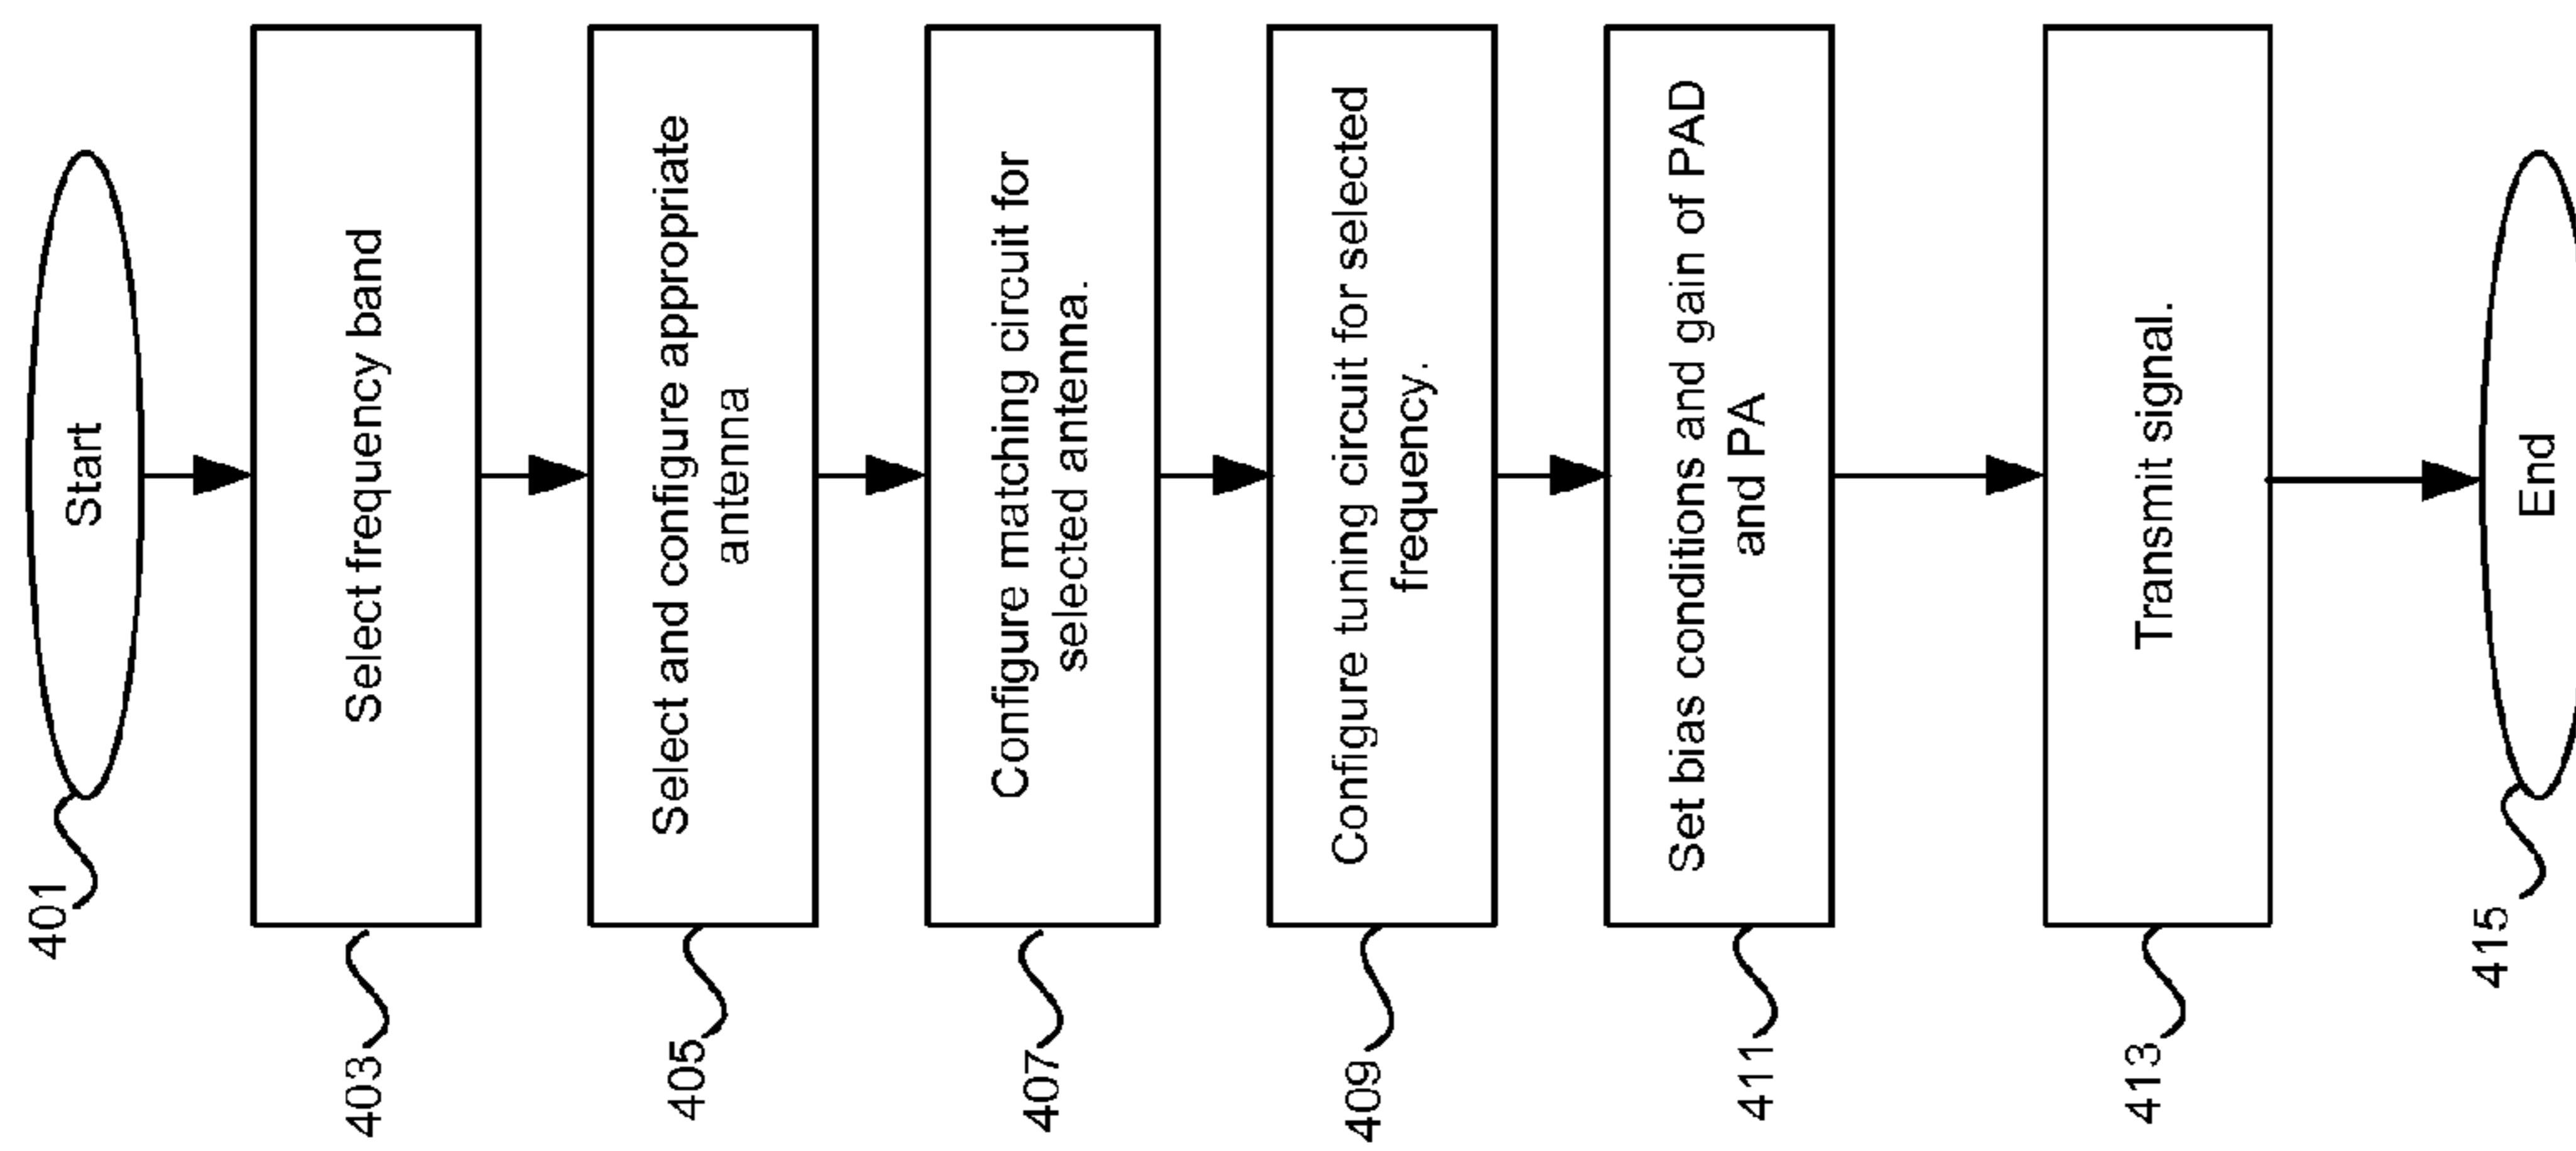 401
Start
403
Select frequency band
405
Select and configure appropriate
antenna
407
Configure matching circuit for
selected antenna.
409
Configure tuning circuit for selected
frequency.
411
Set bias conditions and gain of PAD
and PA
413
Transmit signal.
415
End